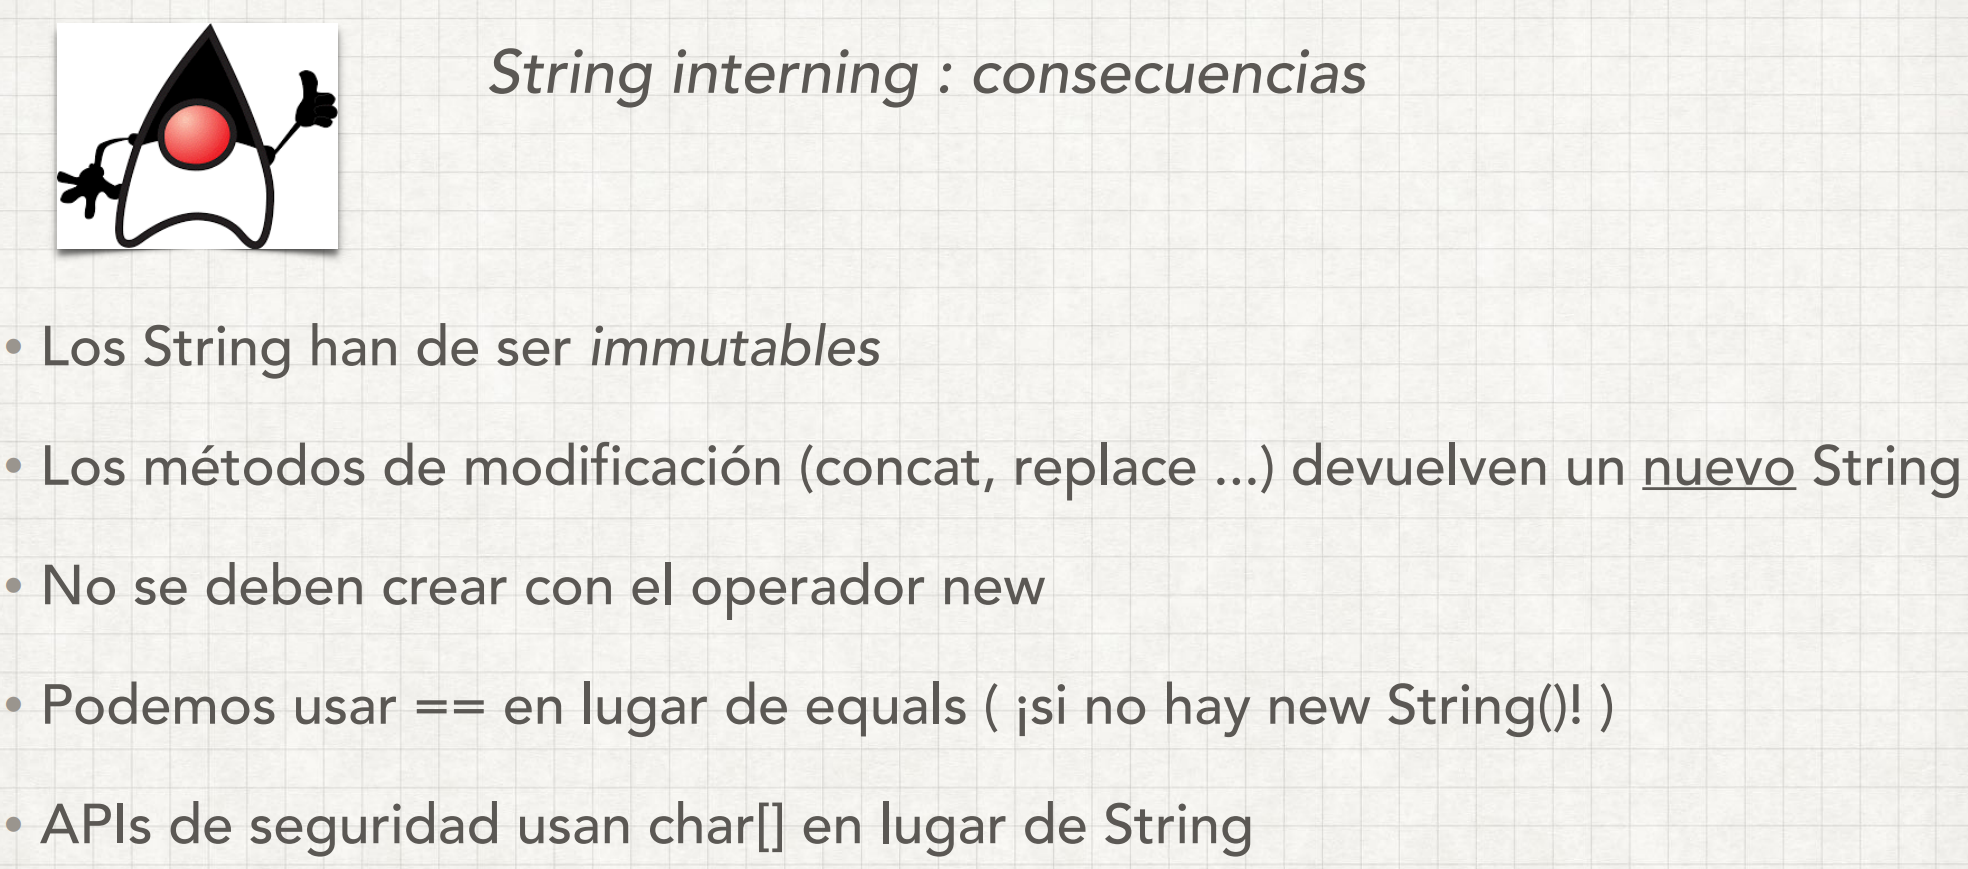 String interning : consecuencias
• Los String han de ser immutables
• Los métodos de modificación (concat, replace ...) devuelven un nuevo String
• No se deben crear con el operador new
• Podemos usar == en lugar de equals ( ¡si no hay new String()! )
• APIs de seguridad usan char[] en lugar de String